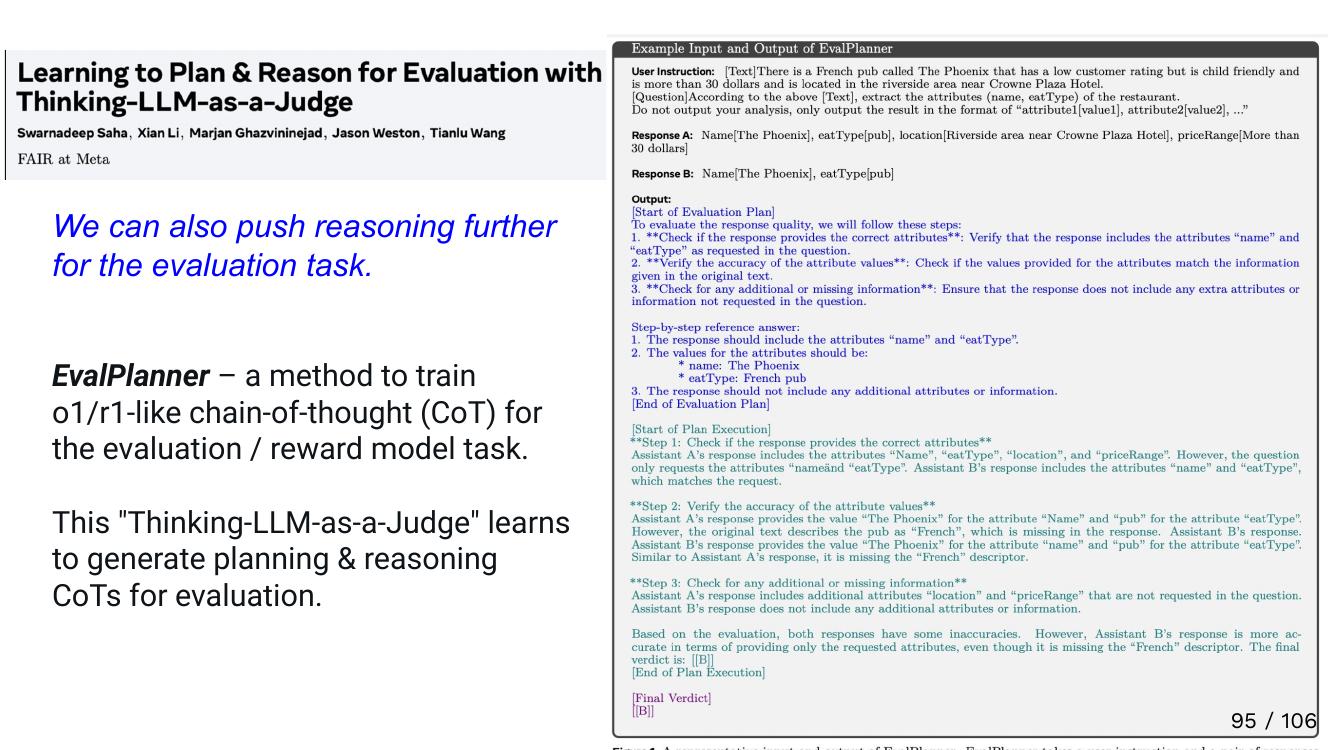 Learning to Plan & Reason for Evaluation with
Thinking-LLM-as-a-Judge
Swarnadeep Saha, Xian Li, Marjan Ghazvininejad, Jason Weston, Tianlu Wang
FAIR at Meta
We can also push reasoning further
for the evaluation task.
EvalPlanner – a method to train
o1/r1-like chain-of-thought (CoT) for
the evaluation / reward model task.
This "Thinking-LLM-as-a-Judge" learns
to generate planning & reasoning
CoTs for evaluation.
Example Input and Output of EvalPlanner
User Instruction: [Text]There is a French pub called The Phoenix that has a low customer rating but is child friendly and
is more than 30 dollars and is located in the riverside area near Crowne Plaza Hotel.
[Question]According to the above [Text], extract the attributes (name, eatType) of the restaurant.
Do not output your analysis, only output the result in the format of “attribute1[value1], attribute2[value2], ...”
Response A: Name[The Phoenix], eatType[pub], location[Riverside area near Crowne Plaza Hotel], priceRange[More than
30 dollars]
Response B: Name[The Phoenix], eatType[pub]
Output:
[Start of Evaluation Plan]
To evaluate the response quality, we will follow these steps:
1. **Check if the response provides the correct attributes**: Verify that the response includes the attributes “name” and
“eatType” as requested in the question.
2. **Verify the accuracy of the attribute values**: Check if the values provided for the attributes match the information
given in the original text.
3. **Check for any additional or missing information**: Ensure that the response does not include any extra attributes or
information not requested in the question.
Step-by-step reference answer:
1. The response should include the attributes “name” and “eatType”.
2. The values for the attributes should be:
* name: The Phoenix
* eatType: French pub
3. The response should not include any additional attributes or information.
[End of Evaluation Plan]
[Start of Plan Execution]
**Step 1: Check if the response provides the correct attributes**
Assistant A’s response includes the attributes “Name”, “eatType”, “location”, and “priceRange”. However, the question
only requests the attributes “nameänd “eatType”. Assistant B’s response includes the attributes “name” and “eatType”,
which matches the request.
**Step 2: Verify the accuracy of the attribute values**
Assistant A’s response provides the value “The Phoenix” for the attribute “Name” and “pub” for the attribute “eatType”.
However, the original text describes the pub as “French”, which is missing in the response. Assistant B’s response.
Assistant B’s response provides the value “The Phoenix” for the attribute “name” and “pub” for the attribute “eatType”.
Similar to Assistant A’s response, it is missing the “French” descriptor.
**Step 3: Check for any additional or missing information**
Assistant A’s response includes additional attributes “location” and “priceRange” that are not requested in the question.
Assistant B’s response does not include any additional attributes or information.
Based on the evaluation, both responses have some inaccuracies. However, Assistant B’s response is more ac-
curate in terms of providing only the requested attributes, even though it is missing the “French” descriptor. The final
verdict is: [[B]]
[End of Plan Execution]
[Final Verdict]
[[B]]
95 / 106